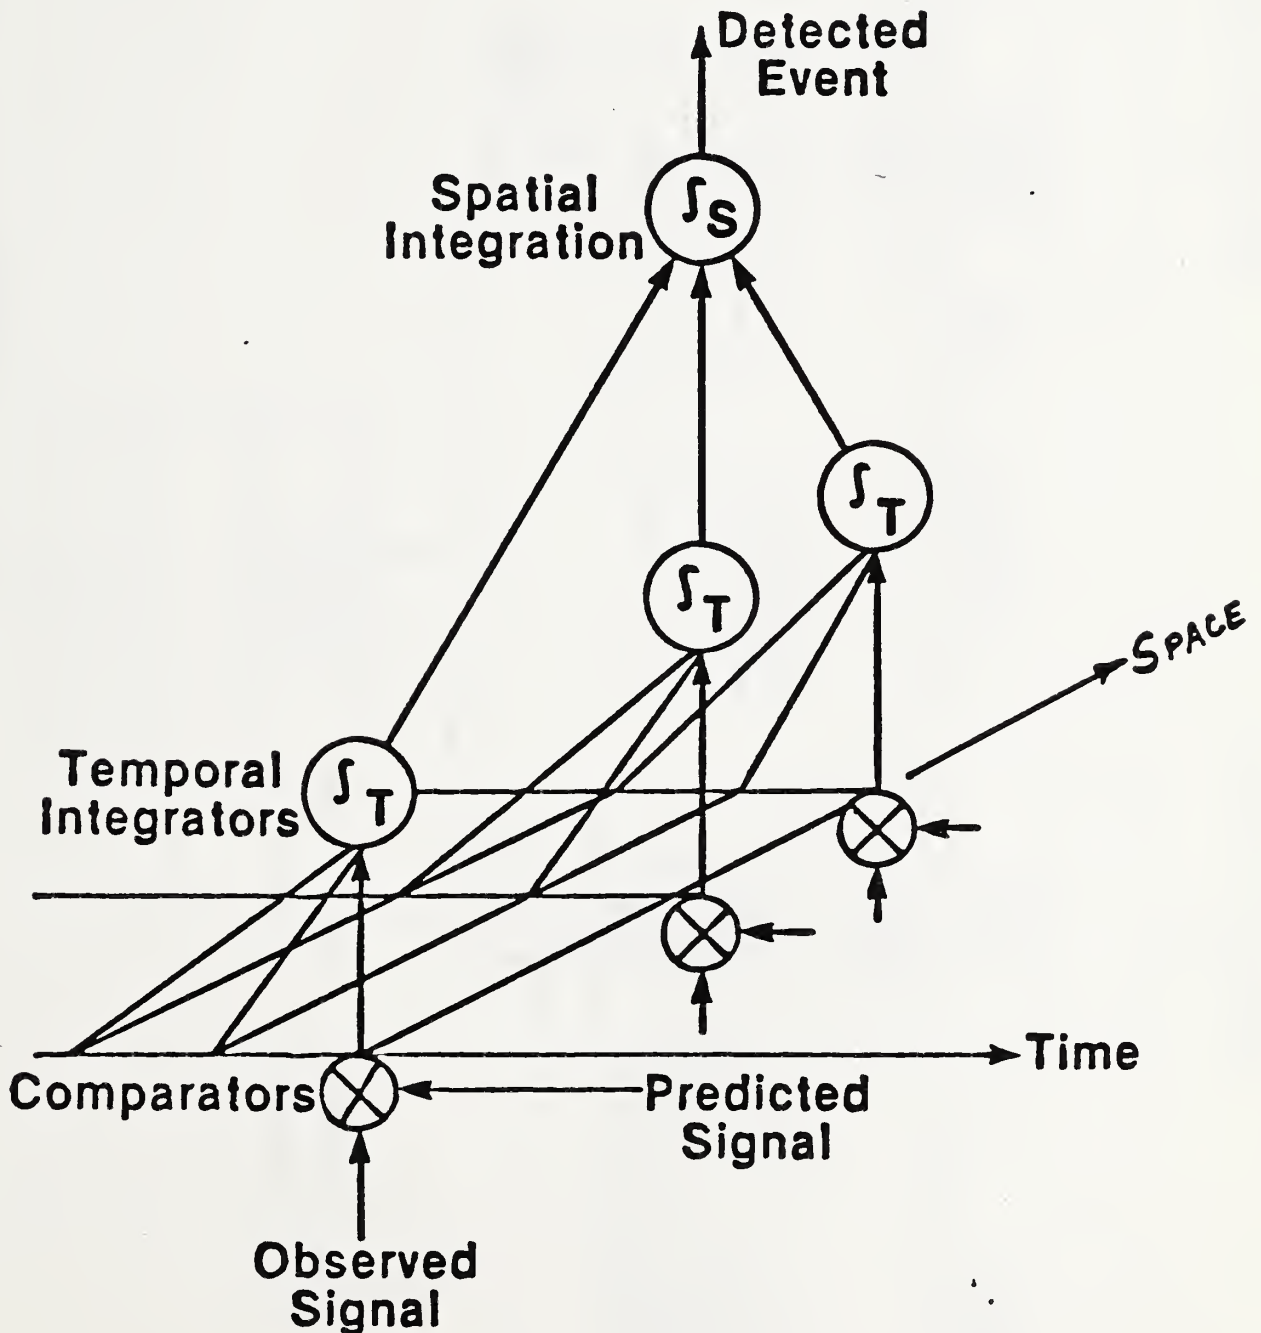 Detected
Event
Spatial
Integration
∫S
∫T
∫T
SPACE
Temporal
Integrators
∫T
Time
Comparators
Predicted
Signal
Observed
Signal